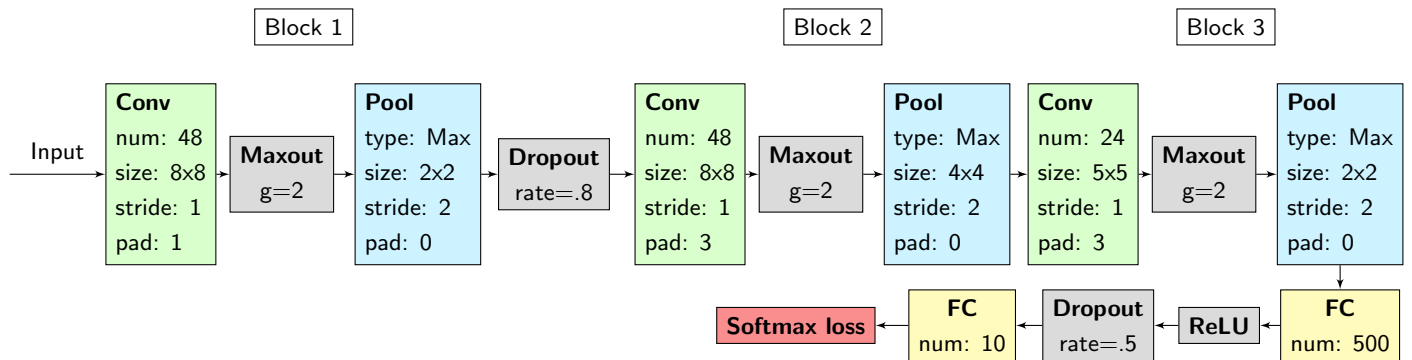 Block 1
Block 2
Block 3
Input
Conv
num: 48
size: 8x8
stride: 1
pad: 1
Maxout
g=2
Pool
type: Max
size: 2x2
stride: 2
pad: 0
Dropout
rate=.8
Conv
num: 48
size: 8x8
stride: 1
pad: 3
Maxout
g=2
Pool
type: Max
size: 4x4
stride: 2
pad: 0
Conv
num: 24
size: 5x5
stride: 1
pad: 3
Maxout
g=2
Pool
type: Max
size: 2x2
stride: 2
pad: 0
FC
num: 500
ReLU
Dropout
rate=.5
FC
num: 10
Softmax loss